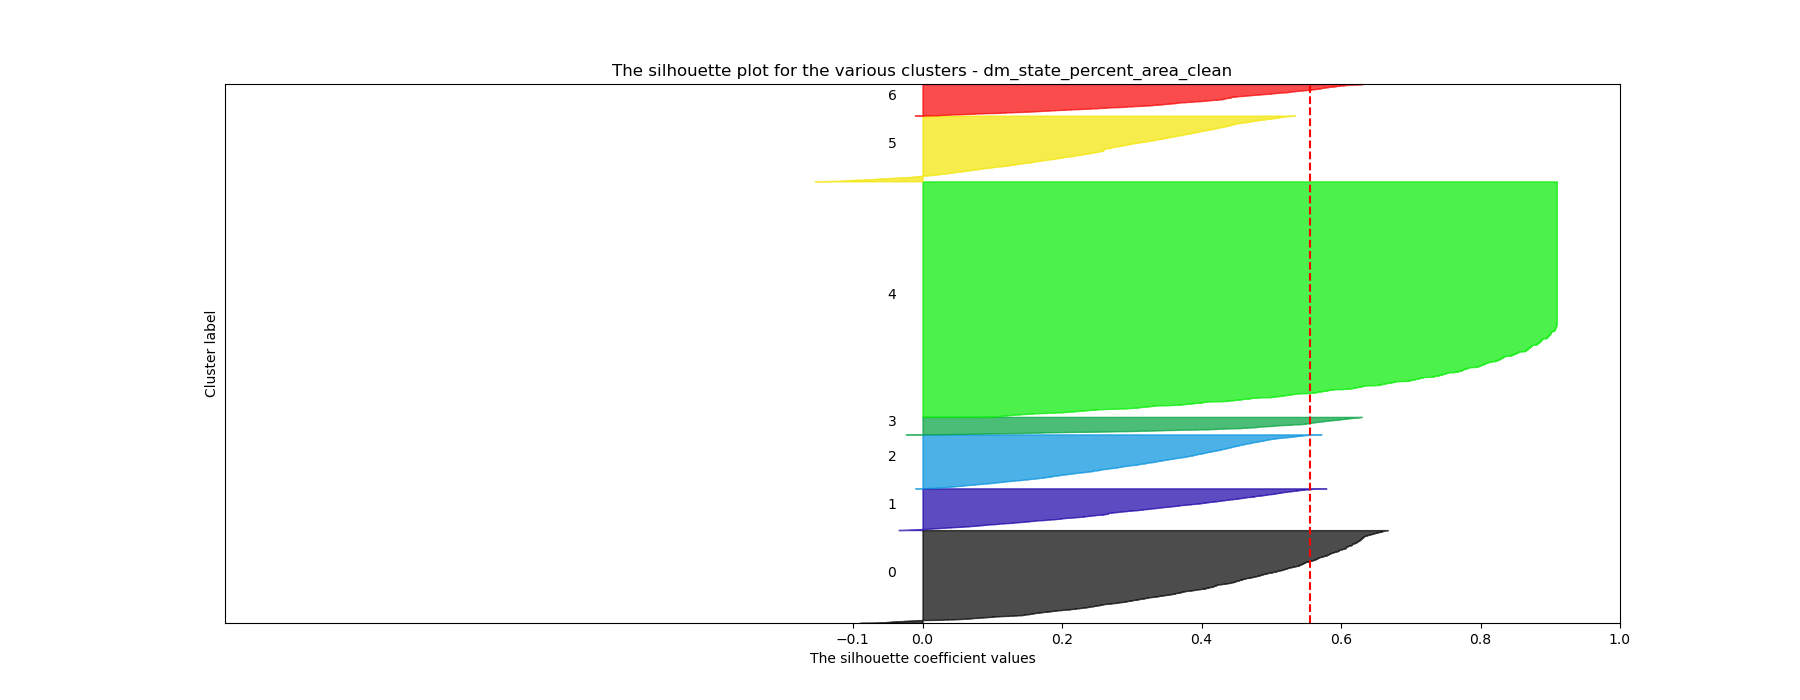 The silhouette plot for the various clusters - dm_state_percent_area_clean
6
5
4
3
2
1
0
Cluster label
−0.1 0.0 0.2 0.4 0.6 0.8 1.0
The silhouette coefficient values